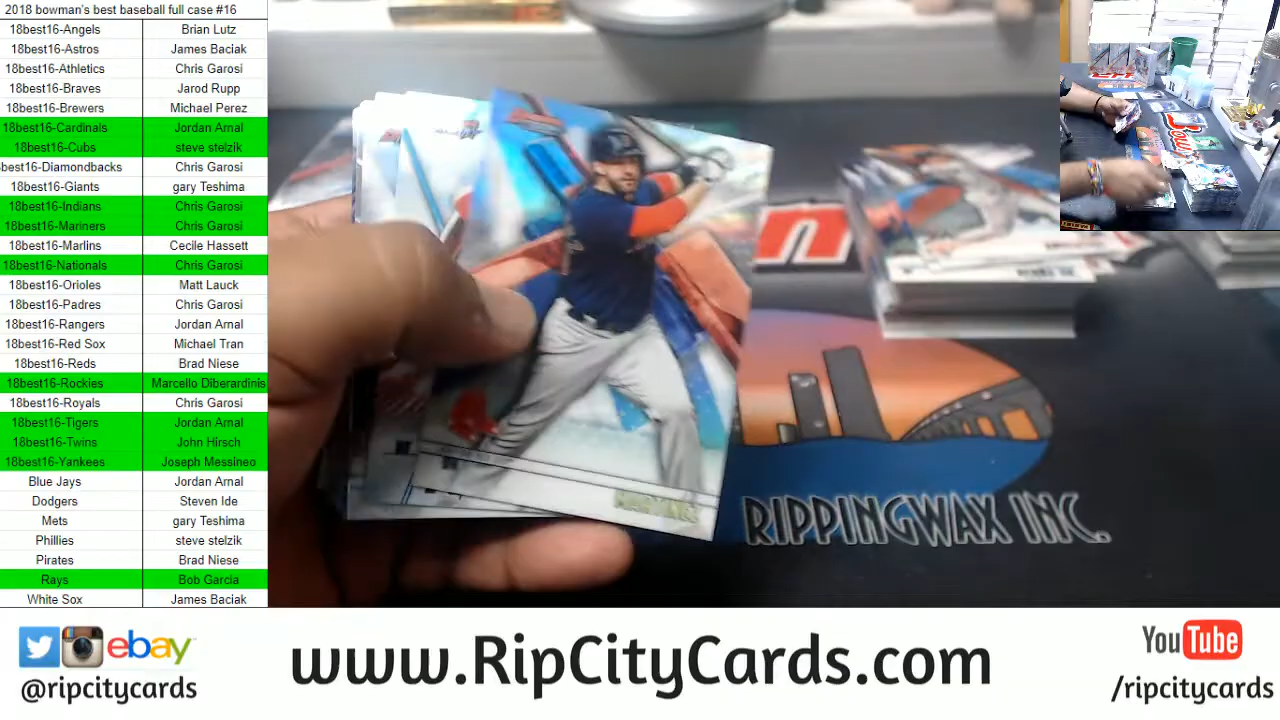 2018 bowman's best baseball full case #16
18best16-Angels Brian Lutz
18best16-Astros James Baciak
18best16-Athletics Chris Garosi
18best16-Braves Jarod Rupp
18best16-Brewers Michael Perez
18best16-Cardinals Jordan Arnal
18best16-Cubs steve stelzik
best16-Diamondbacks Chris Garosi
18best16-Giants gary Teshima
18best16-Indians Chris Garosi
18best16-Mariners Chris Garosi
18best16-Marlins Cecile Hassett
18best16-Nationals Chris Garosi
18best16-Orioles Matt Lauck
18best16-Padres Chris Garosi
18best16-Rangers Jordan Arnal
18best16-Red Sox Michael Tran
18best16-Reds Brad Niese
18best16-Rockies Marcello Diberardinis
18best16-Royals Chris Garosi
18best16-Tigers Jordan Arnal
18best16-Twins John Hirsch
18best16-Yankees Joseph Messineo
Blue Jays Jordan Arnal
Dodgers Steven Ide
Mets gary Teshima
Phillies steve stelzik
Pirates Brad Niese
Rays Bob Garcia
White Sox James Baciak
MARTINEZ
RIPPINGWAX INC.
ebay
@ripcitycards
www.RipCityCards.com
YouTube
/ripcitycards